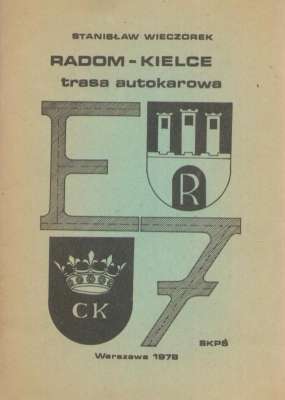 STANISŁAW WIECZOREK
RADOM - KIELCE
trasa autokarowa
E
R
CK
7
SKPŚ
Warszawa 1978